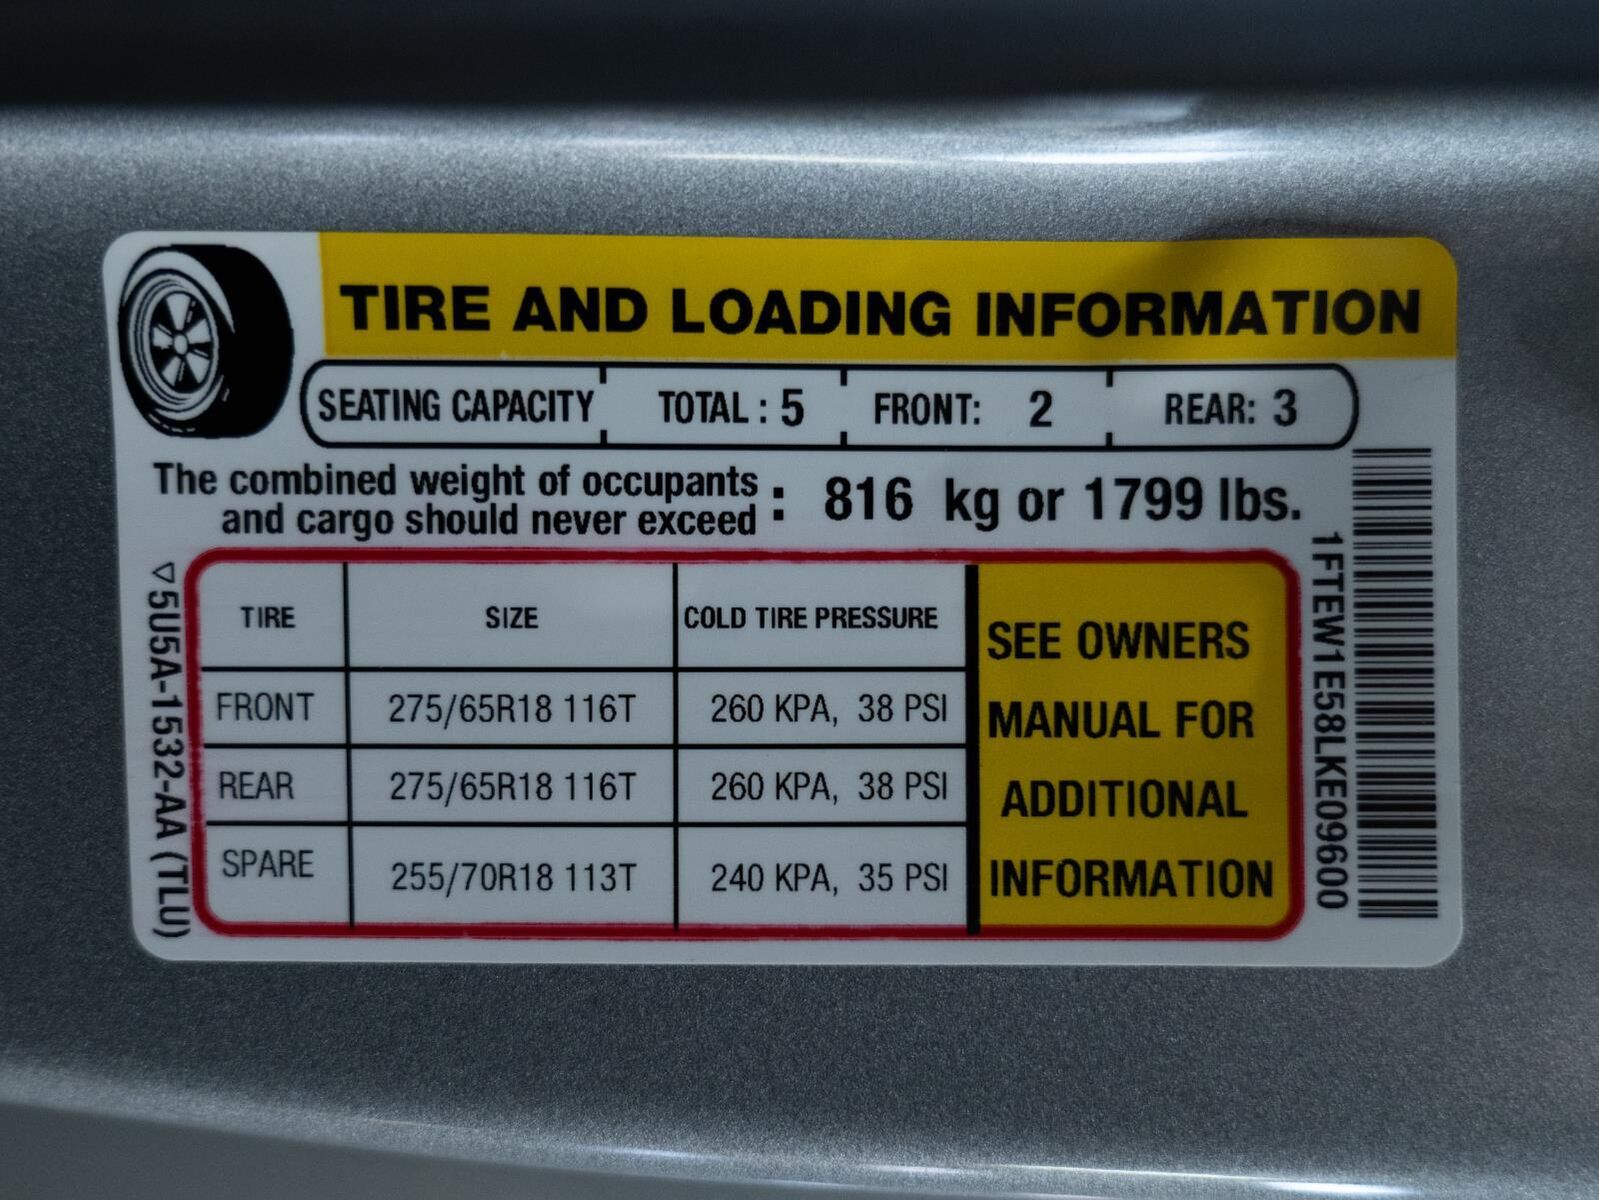 TIRE AND LOADING INFORMATION
SEATING CAPACITY TOTAL : 5 FRONT: 2 REAR: 3
The combined weight of occupants
and cargo should never exceed : 816 kg or 1799 lbs.
TIRE SIZE COLD TIRE PRESSURE
FRONT 275/65R18 116T 260 KPA, 38 PSI
REAR 275/65R18 116T 260 KPA, 38 PSI
SPARE 255/70R18 113T 240 KPA, 35 PSI
SEE OWNERS
MANUAL FOR
ADDITIONAL
INFORMATION
5U5A-1532-AA (TLU)
1FTEW1E58LKE09600